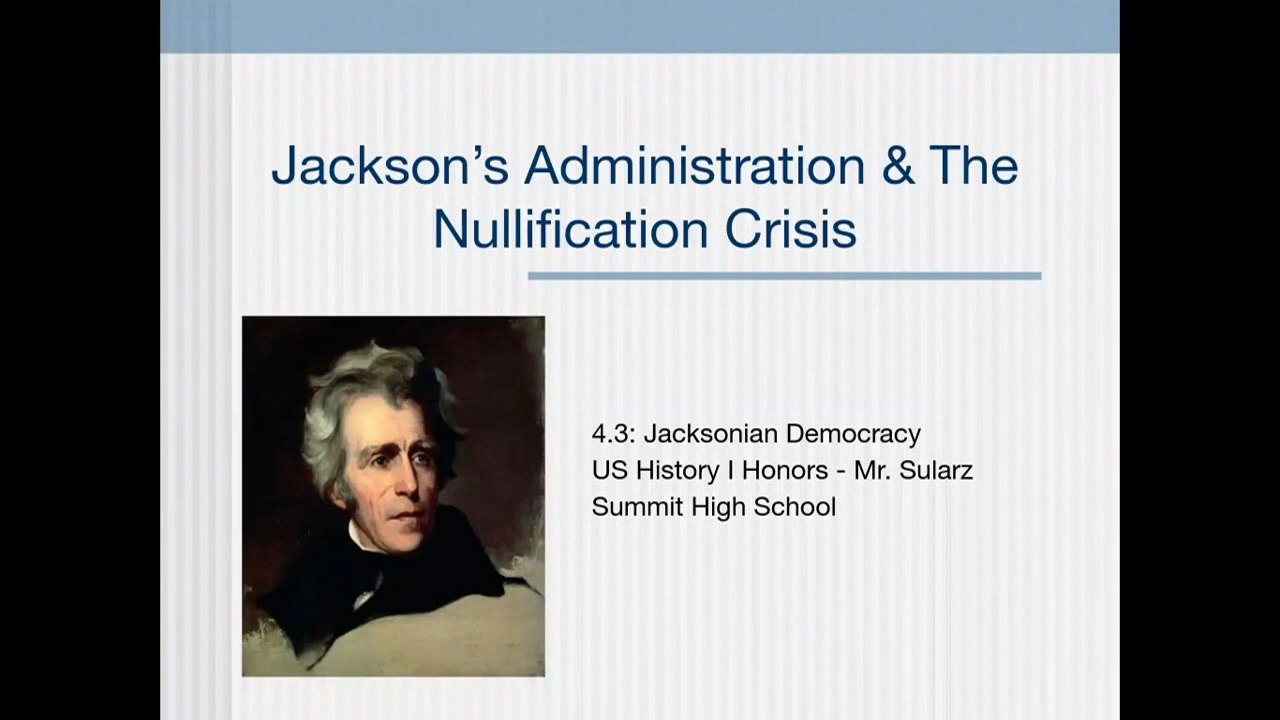 Jackson’s Administration & The
Nullification Crisis
4.3: Jacksonian Democracy
US History I Honors - Mr. Sularz
Summit High School